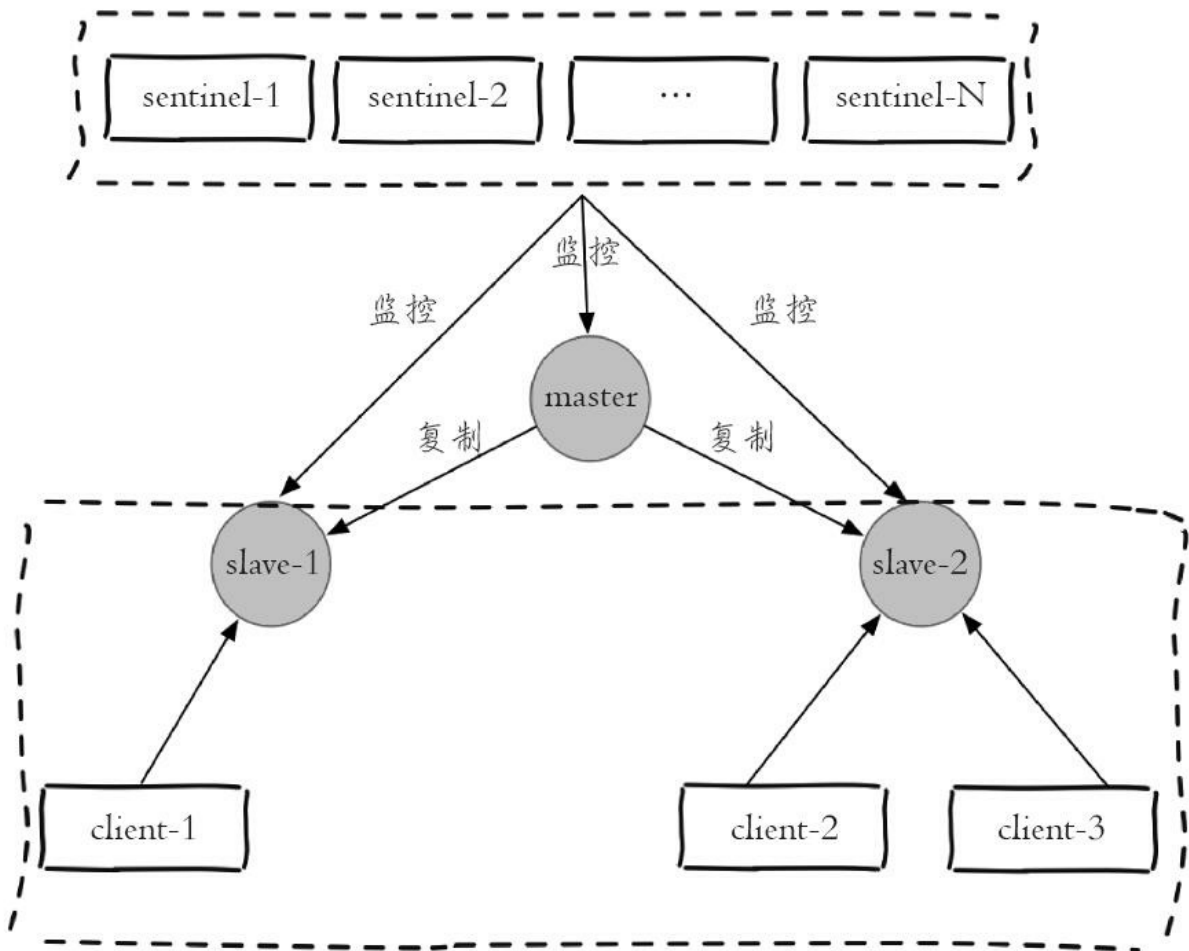 sentinel-1
sentinel-2
...
sentinel-N
监控
监控
监控
master
复制
复制
slave-1
slave-2
client-1
client-2
client-3